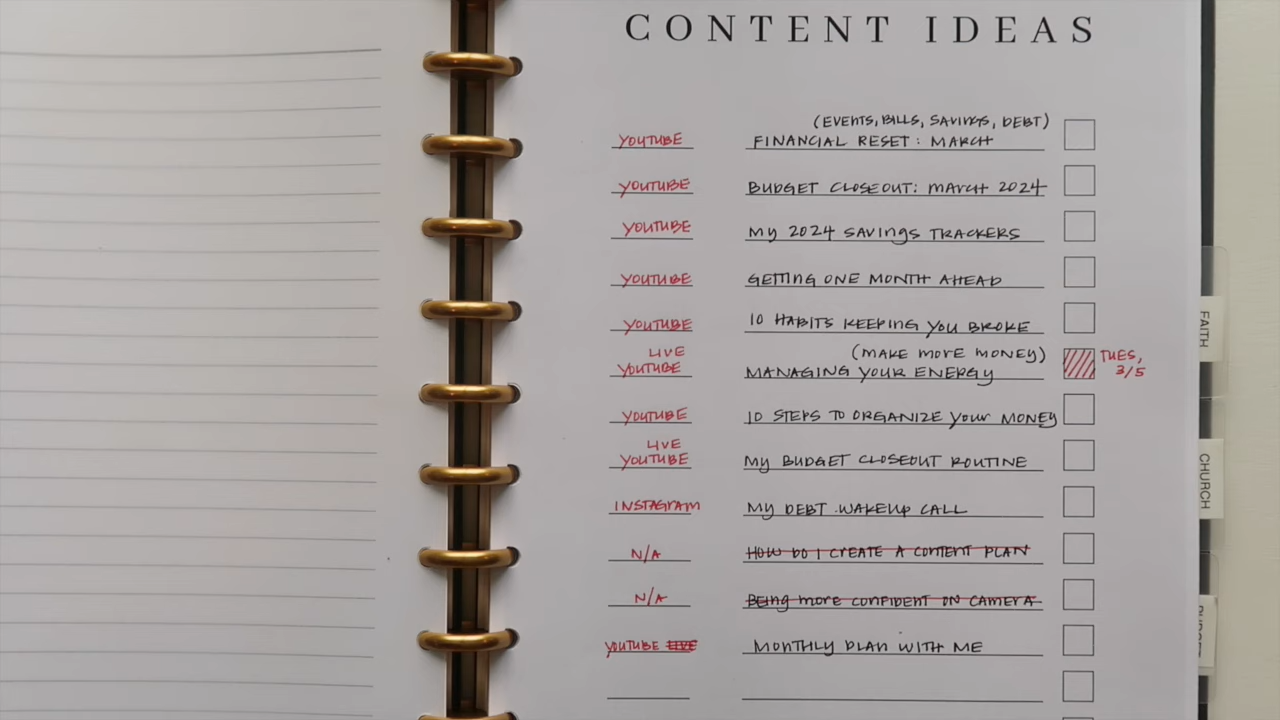 CONTENT IDEAS
(EVENTS, BILLS, SAVINGS, DEBT)
YOUTUBE FINANCIAL RESET: MARCH
YOUTUBE BUDGET CLOSEOUT: MARCH 2024
YOUTUBE MY 2024 SAVINGS TRACKERS
YOUTUBE GETTING ONE MONTH AHEAD
YOUTUBE 10 HABITS KEEPING YOU BROKE
LIVE (MAKE MORE MONEY) TUES,
YOUTUBE MANAGING YOUR ENERGY 3/5
YOUTUBE 10 STEPS TO ORGANIZE YOUR MONEY
LIVE
YOUTUBE MY BUDGET CLOSEOUT ROUTINE
INSTAGRAM MY DEBT WAKEUP CALL
N/A HOW DO I CREATE A CONTENT PLAN
N/A BEING MORE CONFIDENT ON CAMERA
YOUTUBE LIVE MONTHLY PLAN WITH ME
FAITH
CHURCH